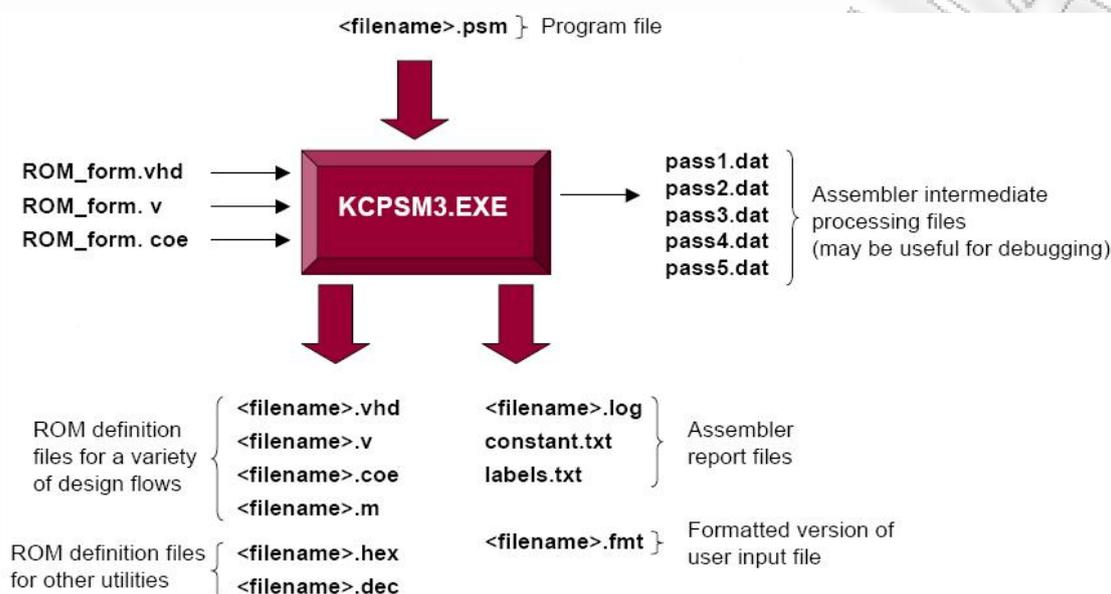 <filename>.psm } Program file
ROM_form.vhd
ROM_form. v
ROM_form. coe
KCPSM3.EXE
pass1.dat
pass2.dat
pass3.dat
pass4.dat
pass5.dat
Assembler intermediate
processing files
(may be useful for debugging)
ROM definition
files for a variety
of design flows
<filename>.vhd
<filename>.v
<filename>.coe
<filename>.m
<filename>.log
constant.txt
labels.txt
Assembler
report files
ROM definition files
for other utilities
<filename>.hex
<filename>.dec
<filename>.fmt }
Formatted version of
user input file